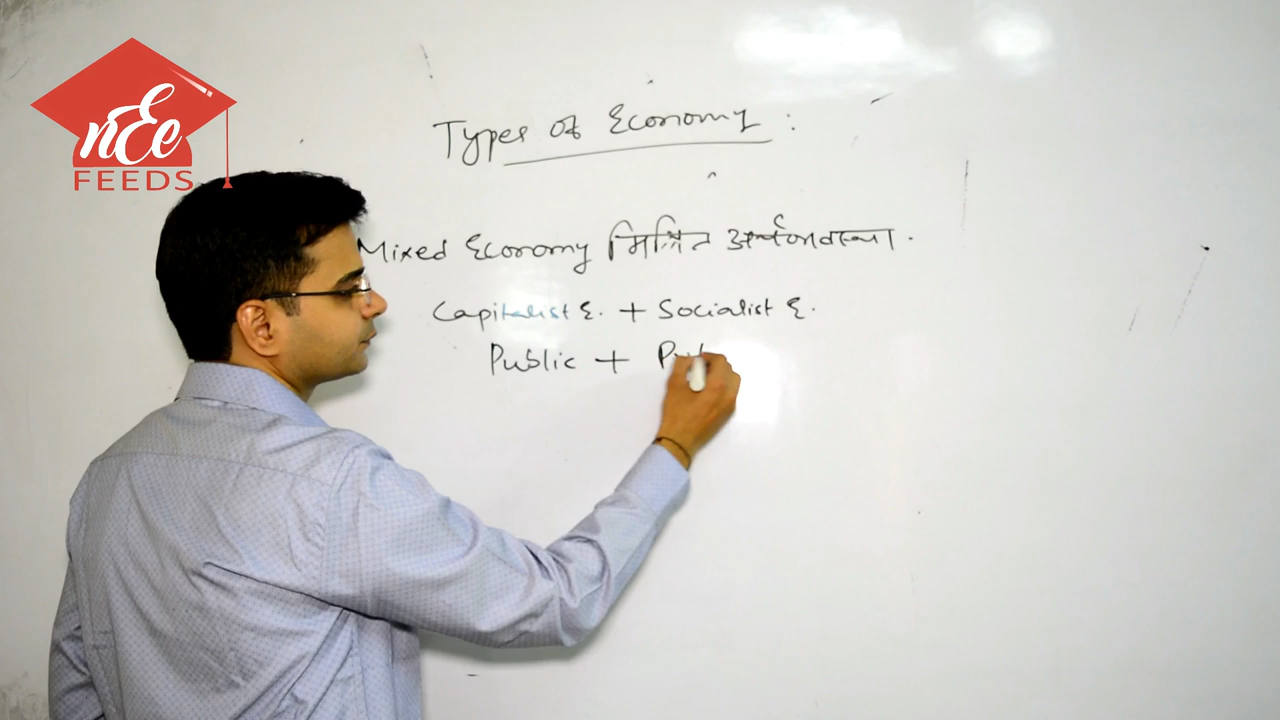 nEe
FEEDS
Types of Economy :
Mixed Economy मिश्रित अर्थव्यवस्था.
Capitalist E. + Socialist E.
Public +